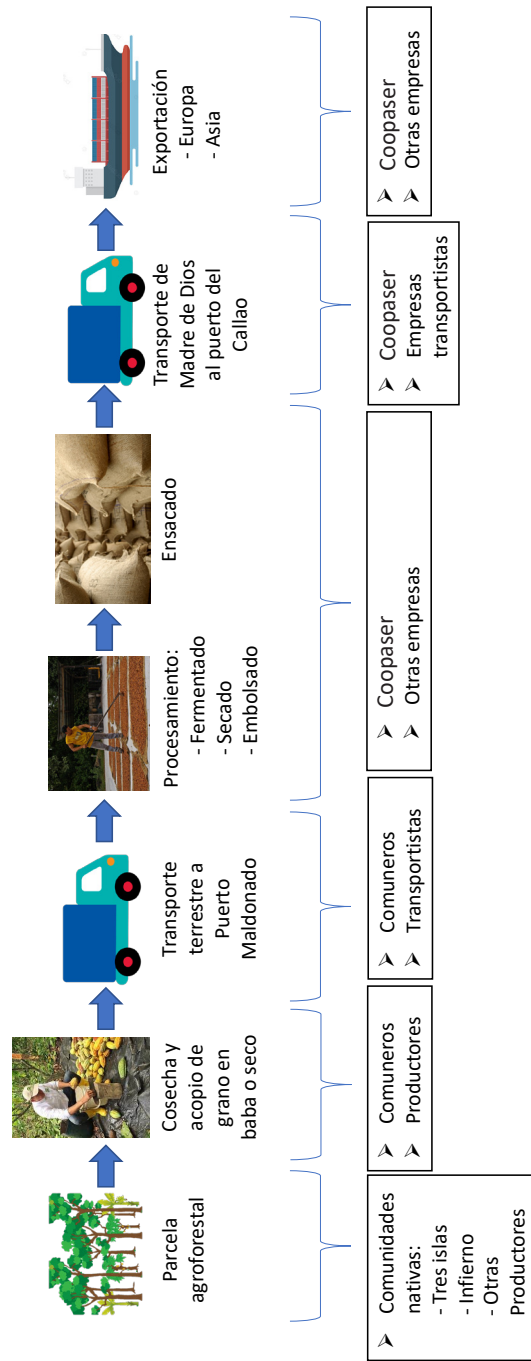 Parcela
agroforestal
Cosecha y
acopio de
grano en
baba o seco
Transporte
terrestre a
Puerto
Maldonado
Procesamiento:
- Fermentado
- Secado
- Embolsado
Ensacado
Transporte de
Madre de Dios
al puerto del
Callao
Exportación
- Europa
- Asia
➢ Comunidades
nativas:
- Tres islas
- Infierno
- Otras
Productores
➢ Comuneros
➢ Productores
➢ Comuneros
➢ Transportistas
➢ Coopaser
➢ Otras empresas
➢ Coopaser
➢ Empresas
transportistas
➢ Coopaser
➢ Otras empresas